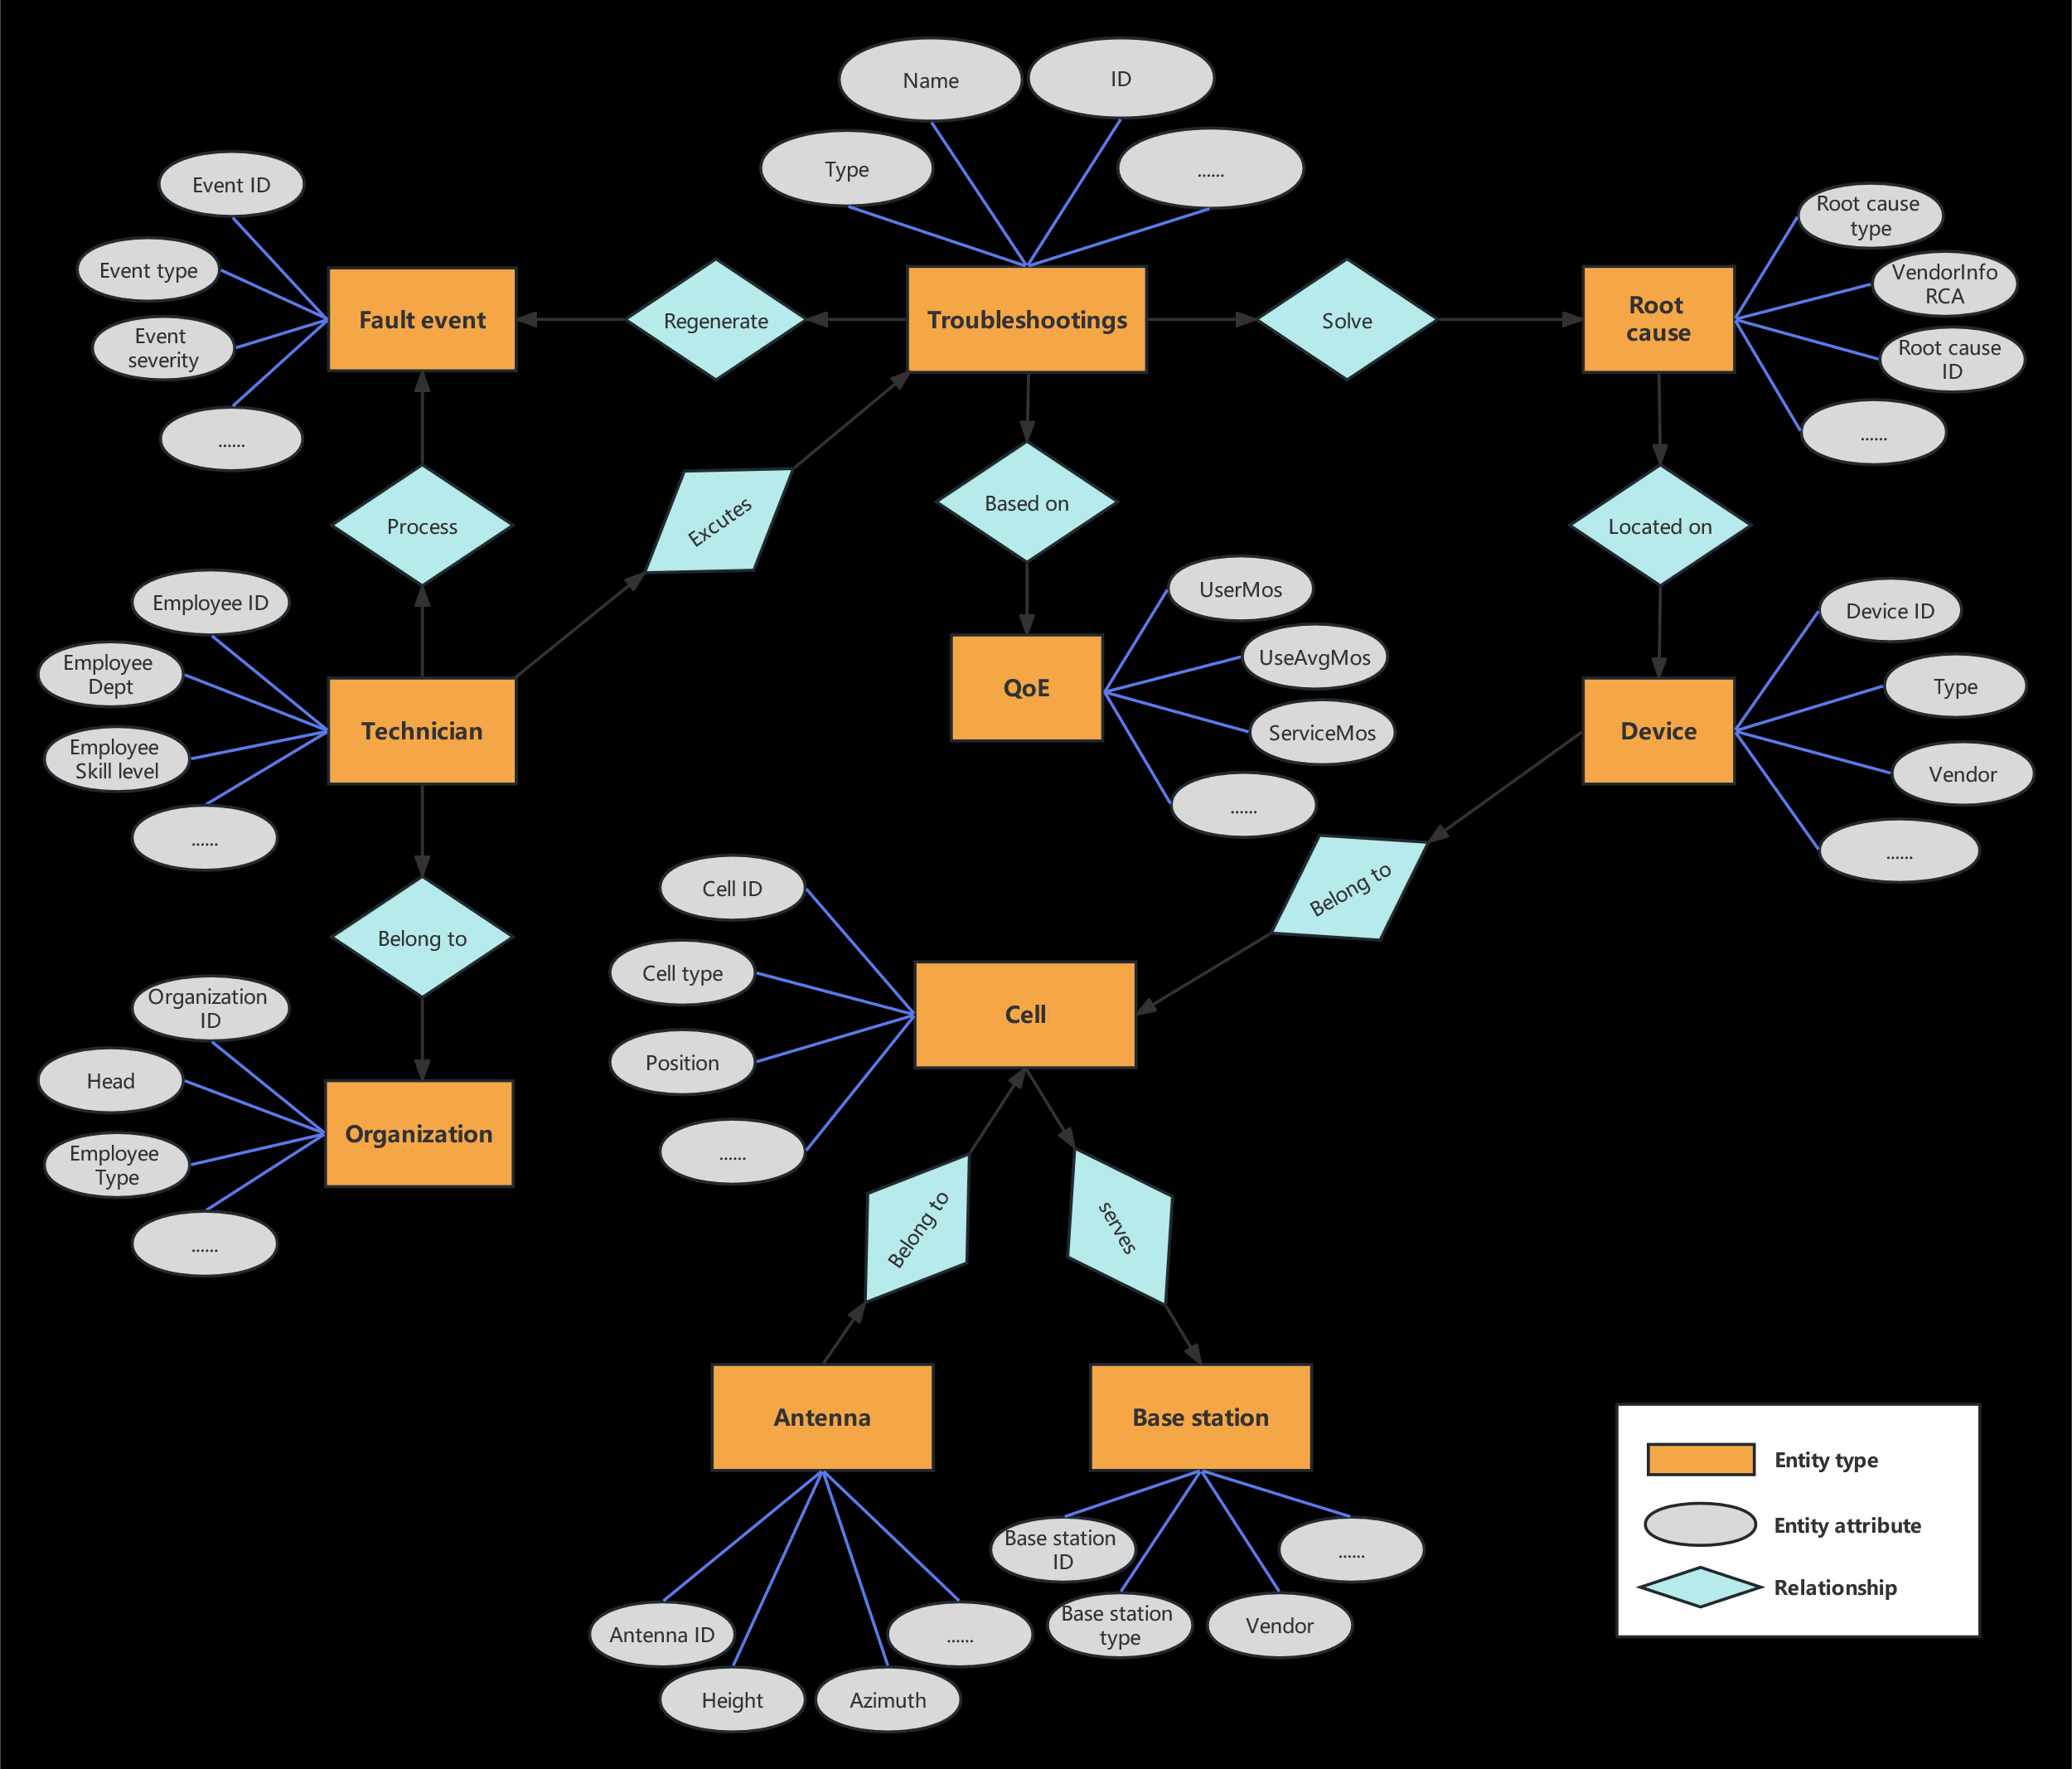 Name
ID
Type
......
Event ID
Event type
Event
severity
......
Fault event
Regenerate
Troubleshootings
Solve
Root
cause
Root cause
type
VendorInfo
RCA
Root cause
ID
......
Process
Excutes
Based on
Located on
Employee ID
Employee
Dept
Employee
Skill level
......
Technician
QoE
UserMos
UseAvgMos
ServiceMos
......
Device
Device ID
Type
Vendor
......
Belong to
Belong to
Organization
ID
Head
Employee
Type
......
Organization
Cell ID
Cell type
Position
......
Cell
Belong to
serves
Antenna
Base station
Antenna ID
Height
Azimuth
......
Base station
ID
Base station
type
Vendor
......
Entity type
Entity attribute
Relationship